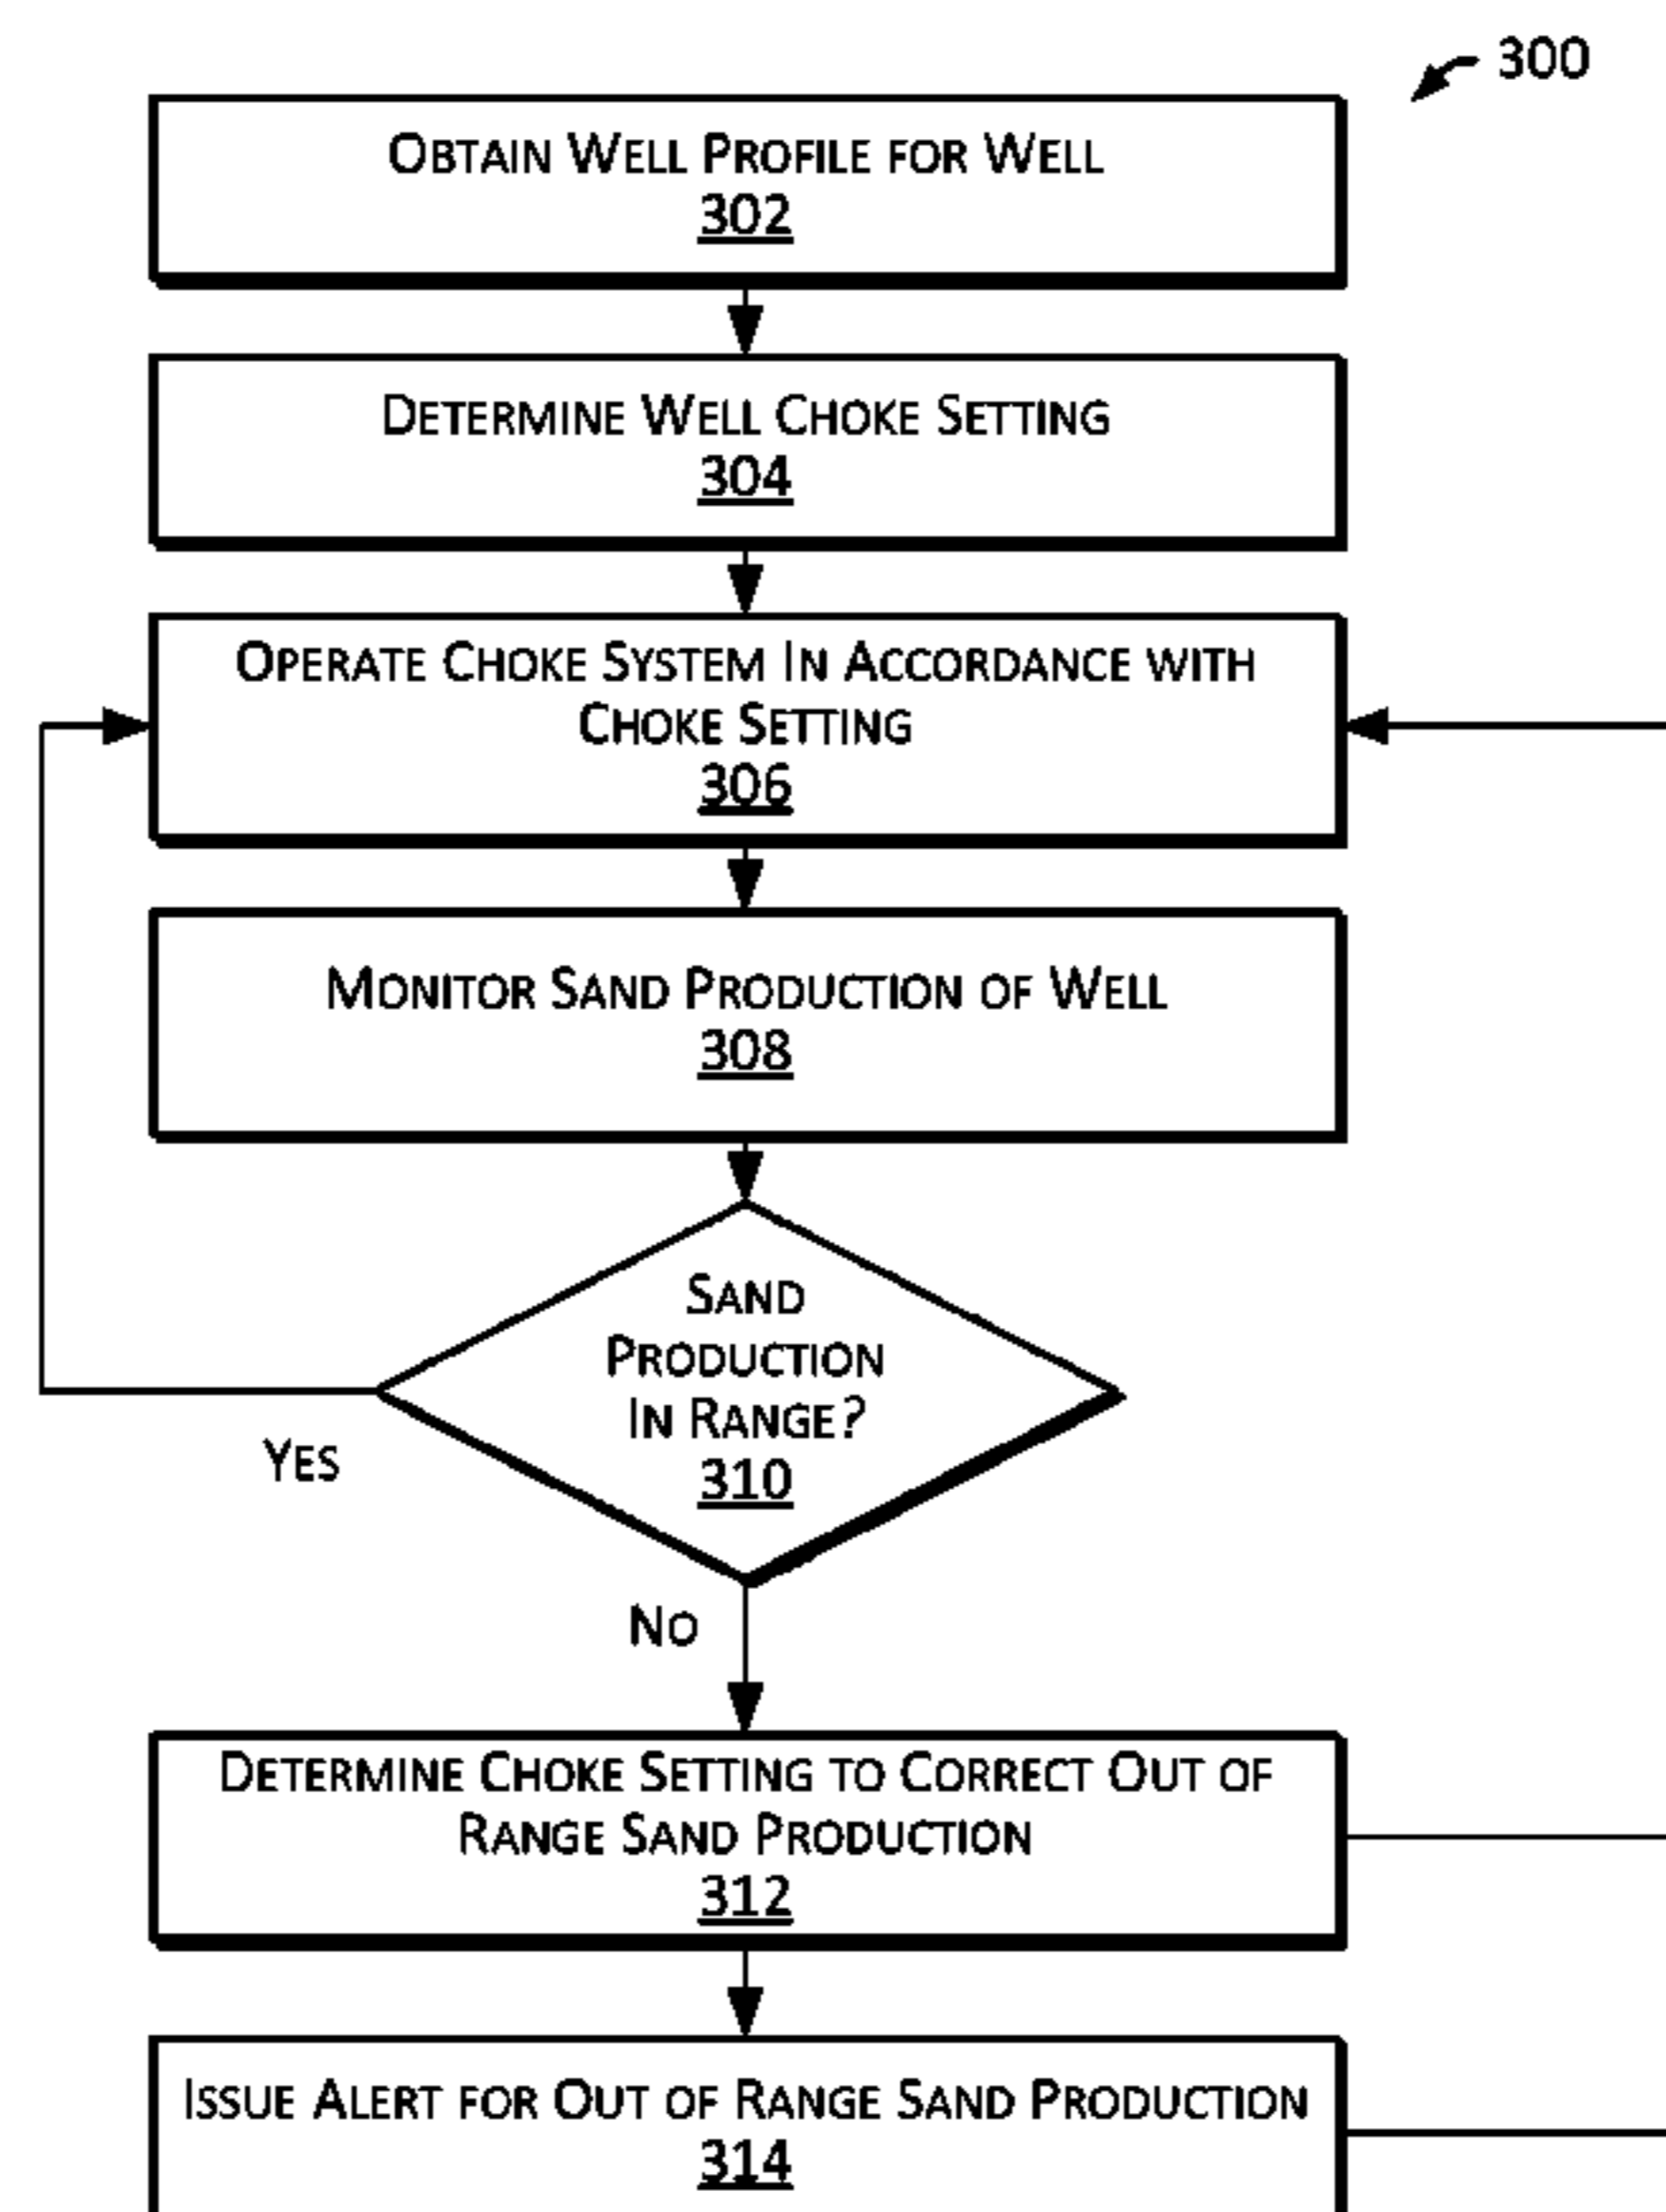 300
Obtain Well Profile for Well
302
Determine Well Choke Setting
304
Operate Choke System In Accordance with
Choke Setting
306
Monitor Sand Production of Well
308
Sand
Production
In Range?
310
Yes
No
Determine Choke Setting to Correct Out of
Range Sand Production
312
Issue Alert for Out of Range Sand Production
314